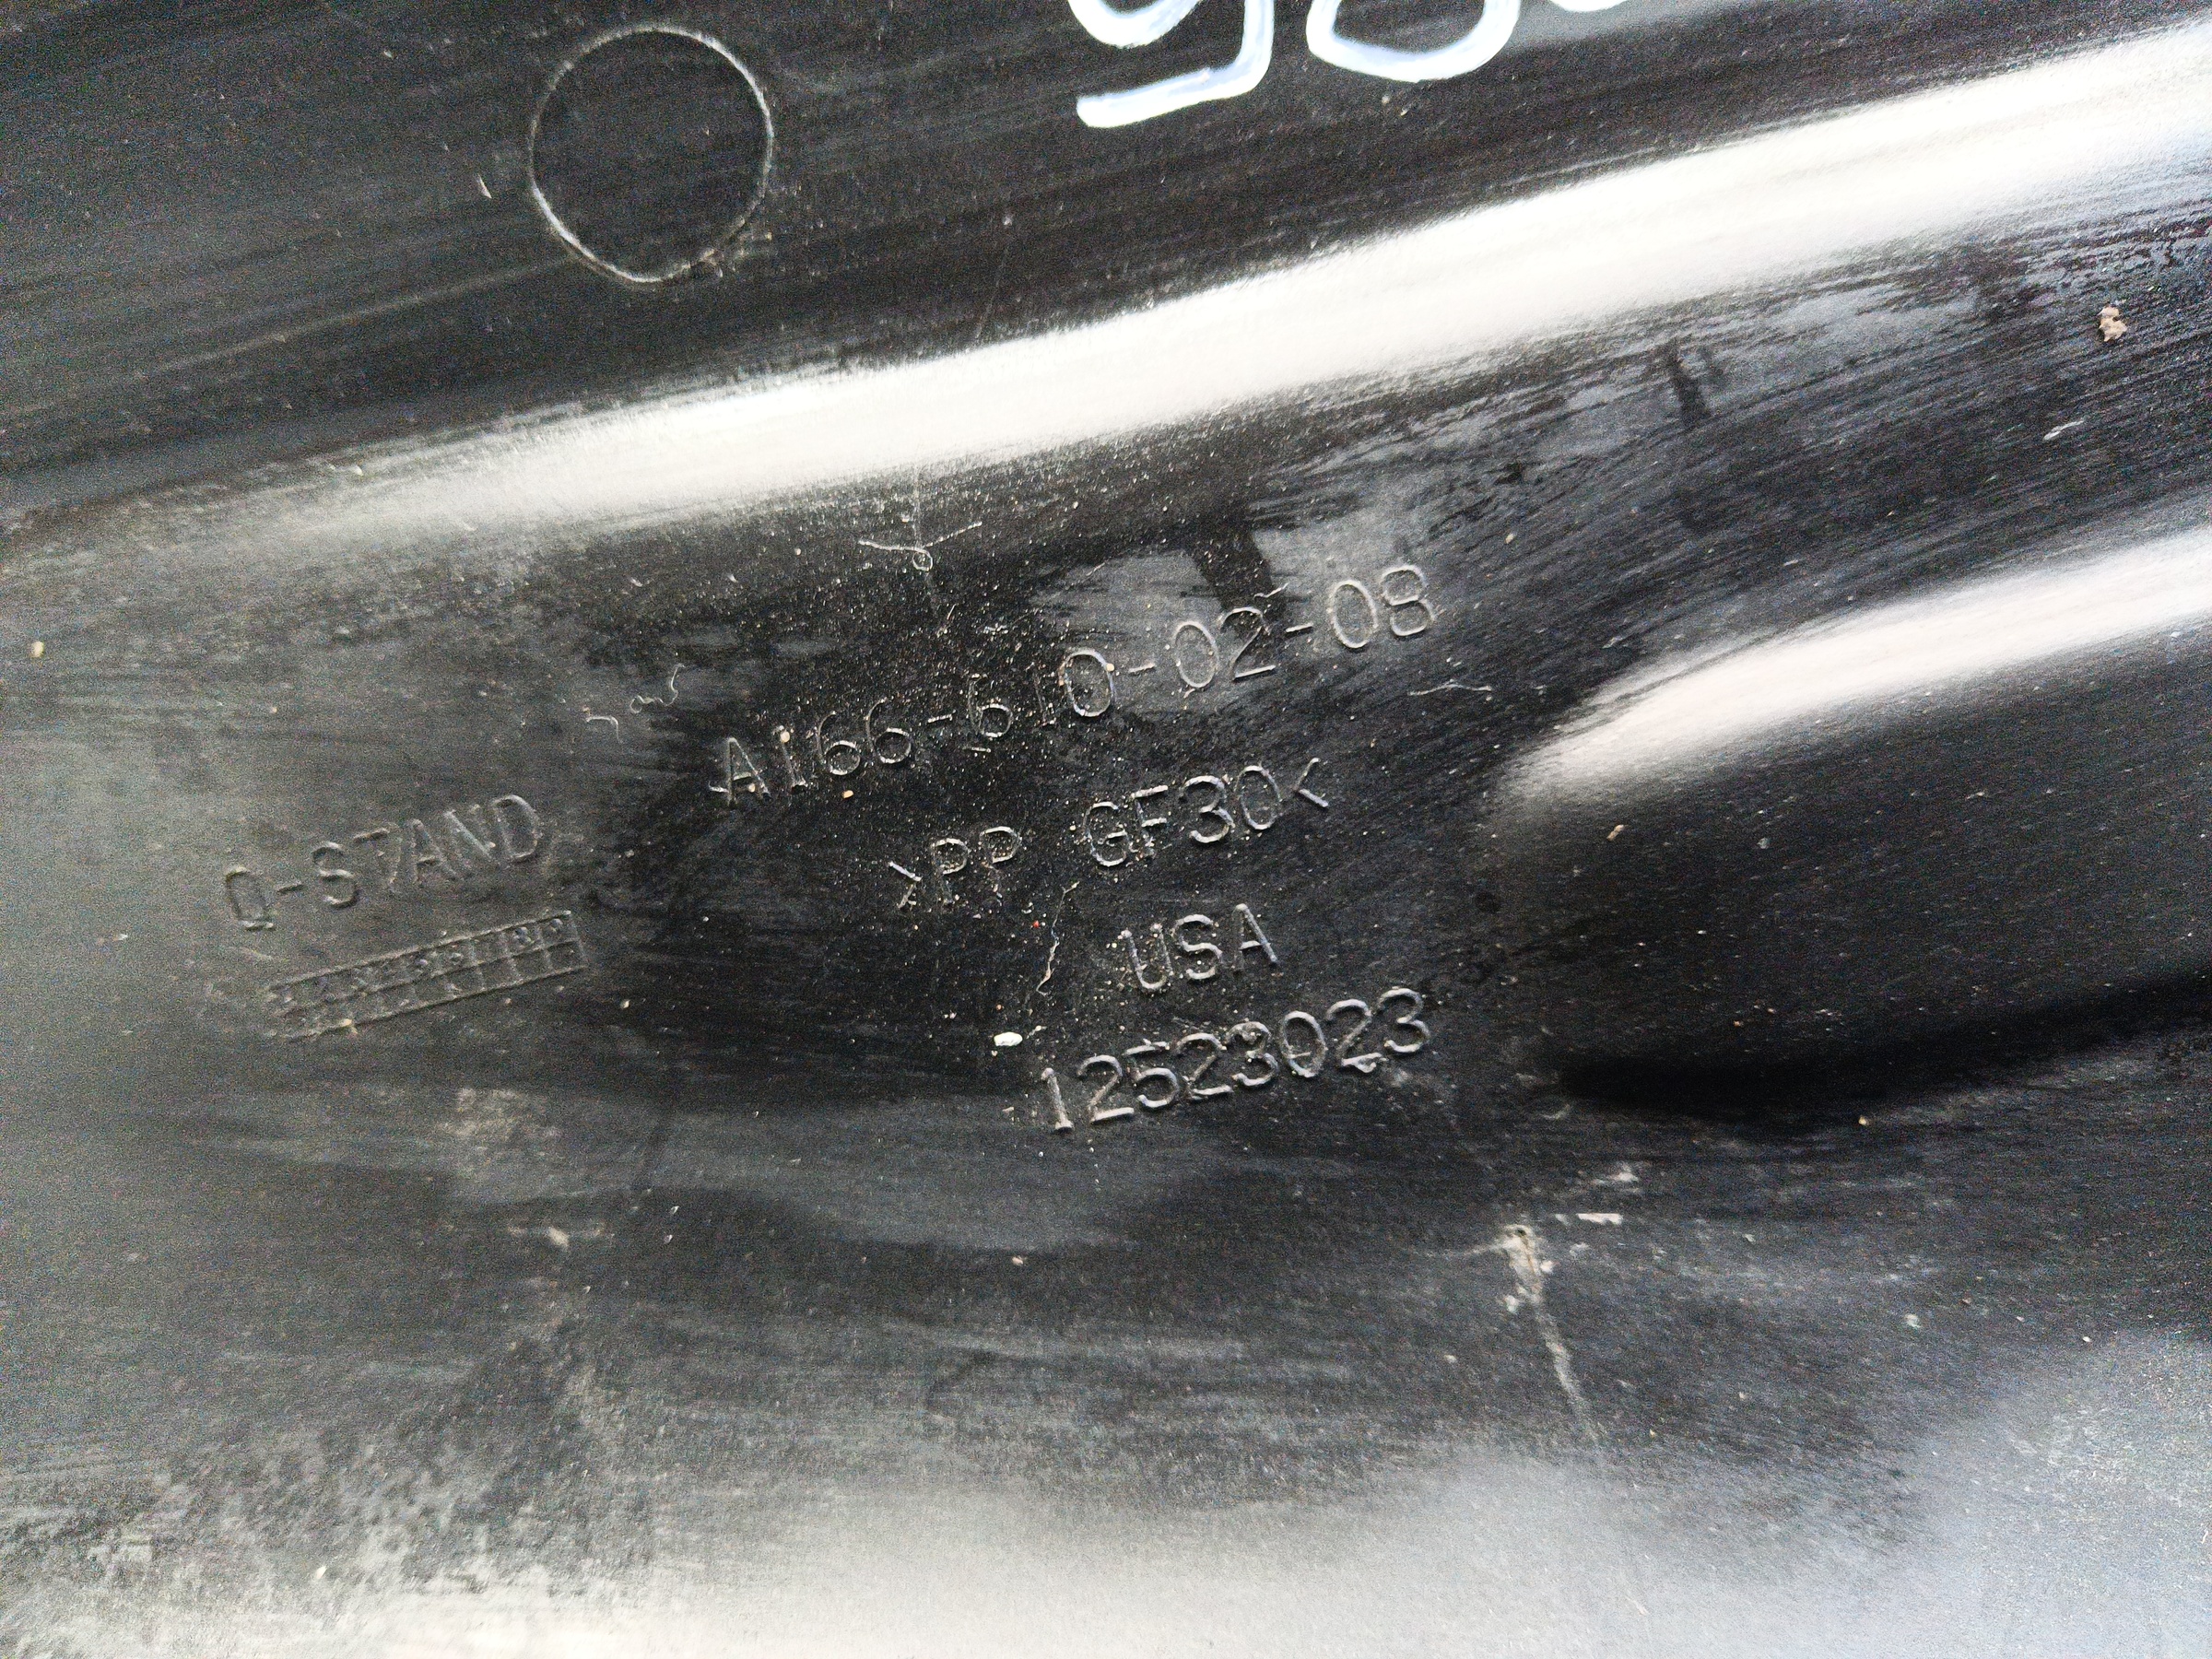 A166-610-02-08
>PP GF30<
USA
12523023
Q-STAND